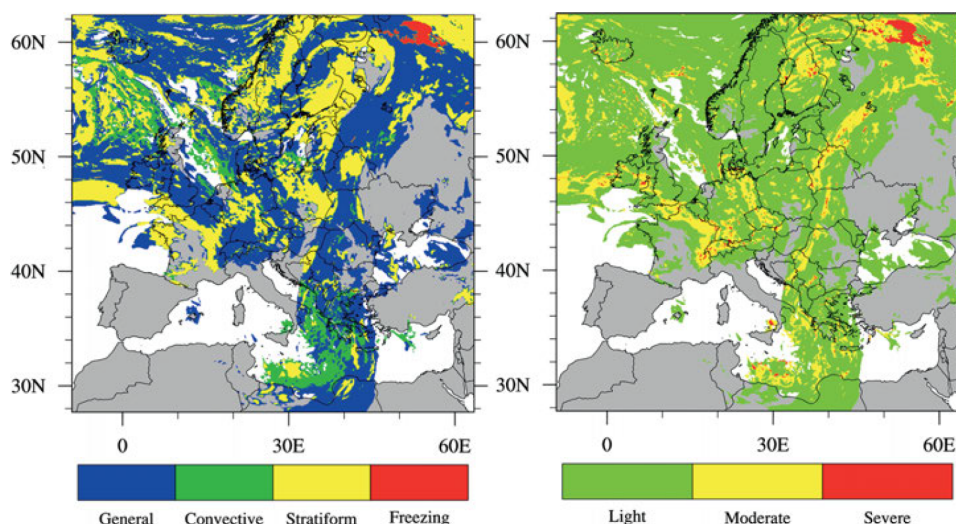 60N
50N
40N
30N
0 30E 60E
General Convective Stratiform Freezing
60N
50N
40N
30N
0 30E 60E
Light Moderate Severe